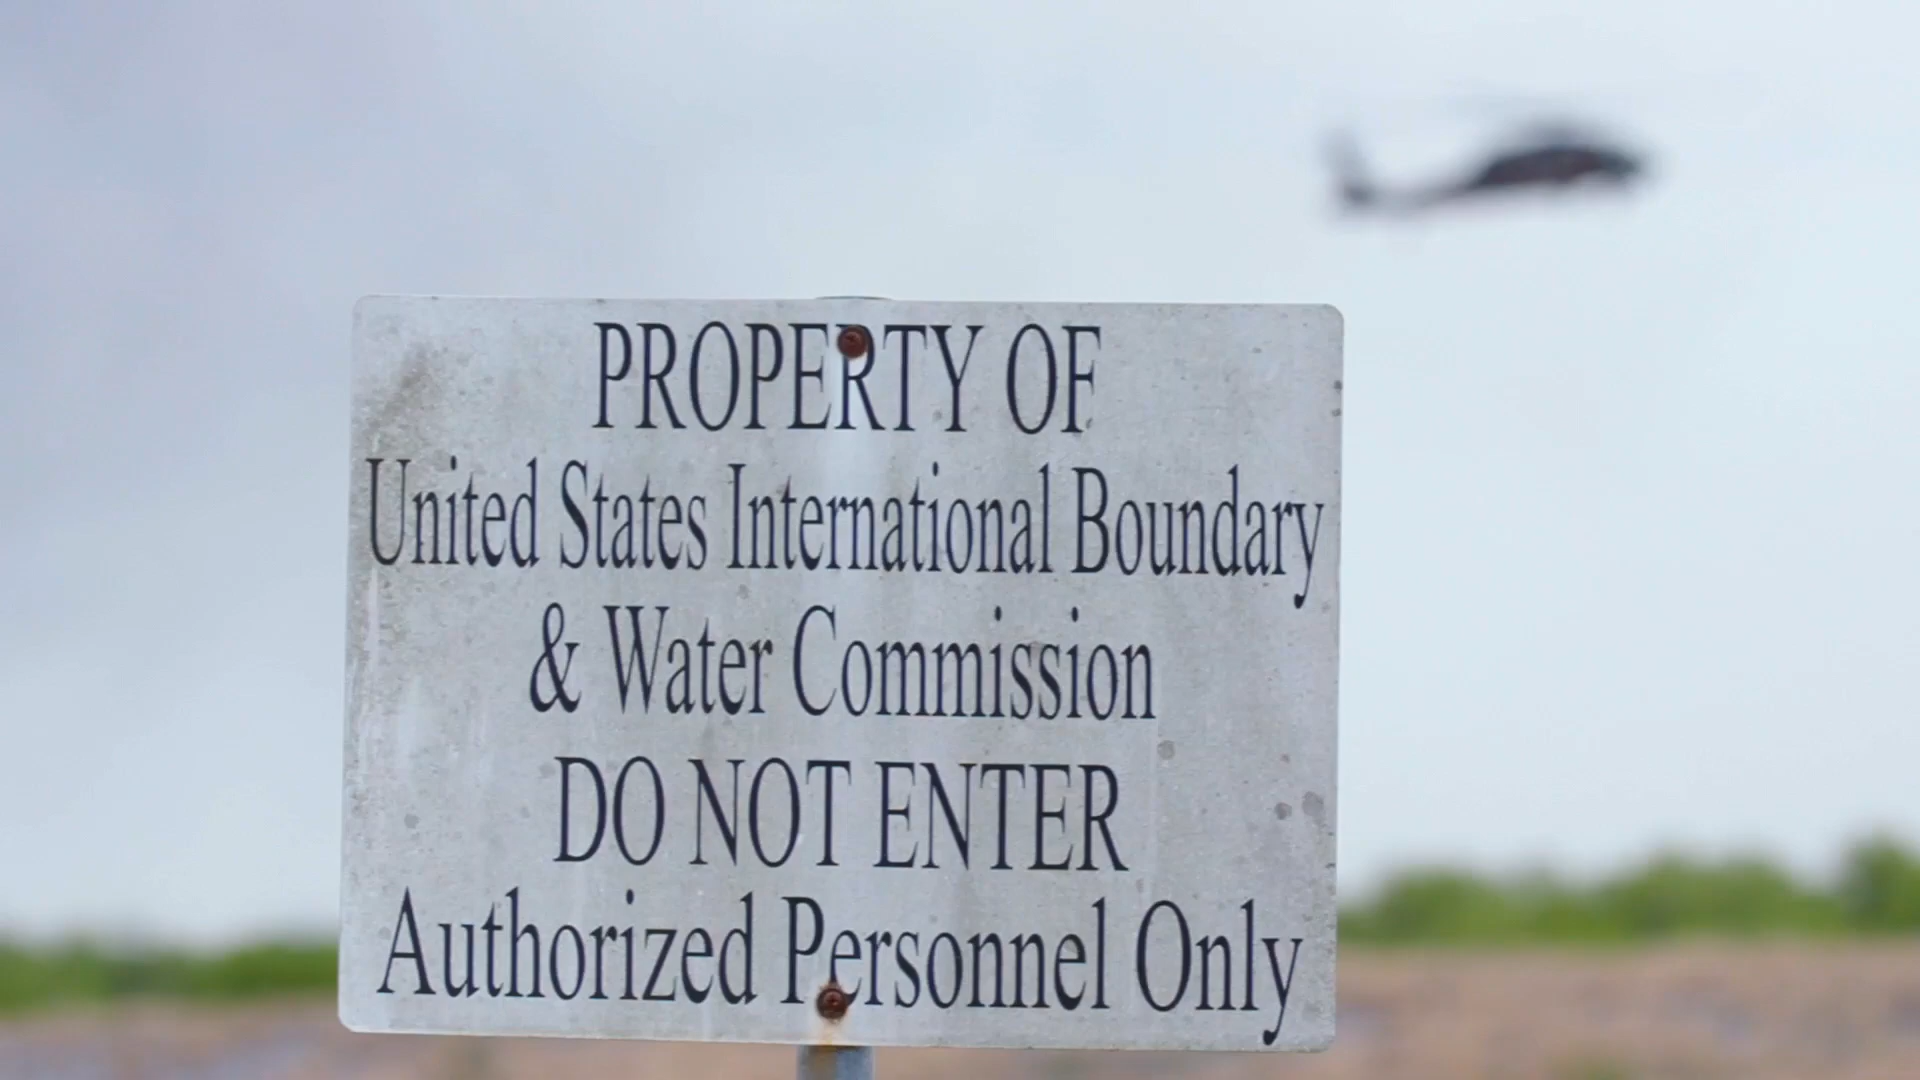 PROPERTY OF
United States International Boundary
& Water Commission
DO NOT ENTER
Authorized Personnel Only